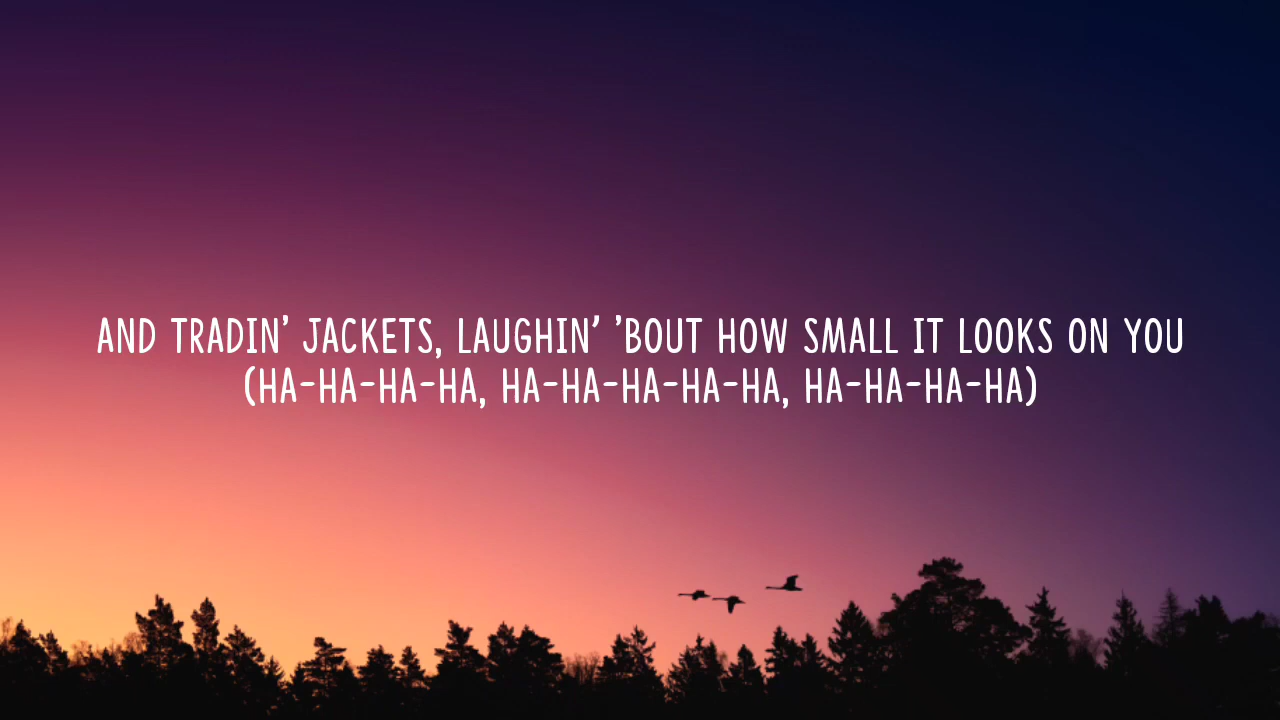 AND TRADIN' JACKETS, LAUGHIN' 'BOUT HOW SMALL IT LOOKS ON YOU
(HA-HA-HA-HA, HA-HA-HA-HA-HA, HA-HA-HA-HA)